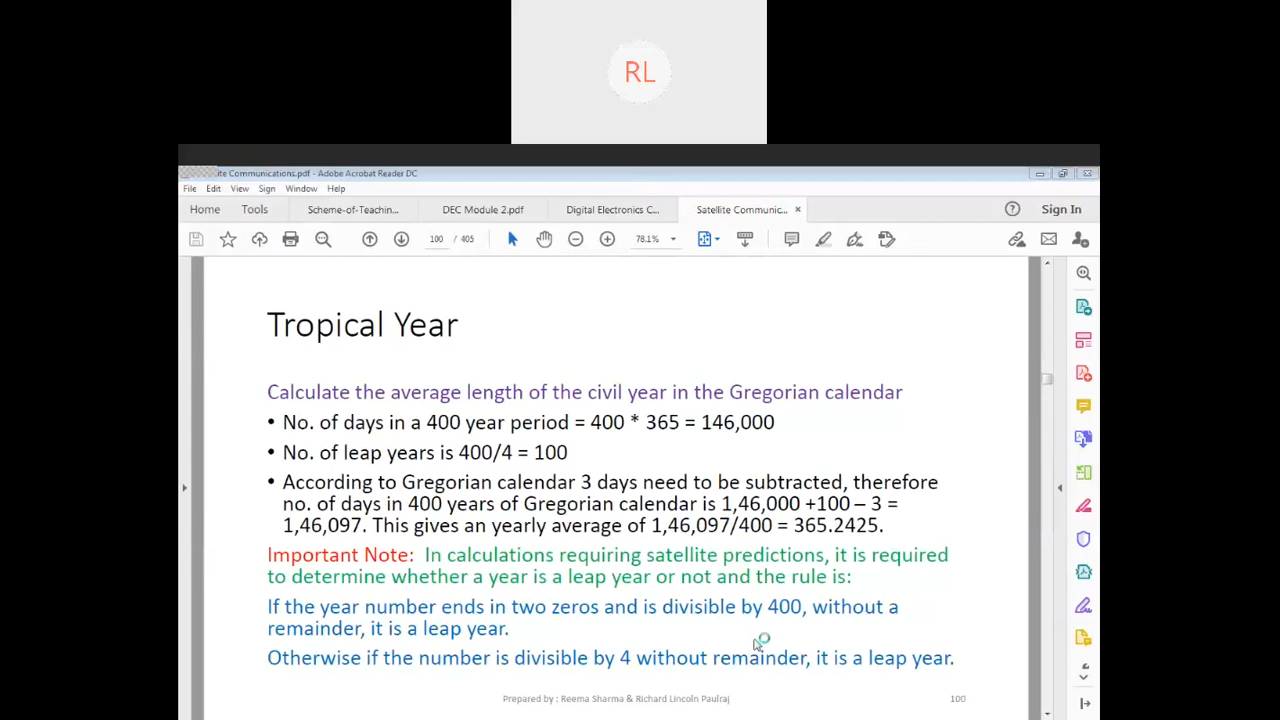 RL
ite Communications.pdf - Adobe Acrobat Reader DC
File Edit View Sign Window Help
Home Tools Scheme-of-Teachin... DEC Module 2.pdf Digital Electronics C... Satellite Communic... × Sign In
100 / 405 78.1%
Tropical Year
Calculate the average length of the civil year in the Gregorian calendar
• No. of days in a 400 year period = 400 * 365 = 146,000
• No. of leap years is 400/4 = 100
• According to Gregorian calendar 3 days need to be subtracted, therefore
no. of days in 400 years of Gregorian calendar is 1,46,000 +100 – 3 =
1,46,097. This gives an yearly average of 1,46,097/400 = 365.2425.
Important Note: In calculations requiring satellite predictions, it is required
to determine whether a year is a leap year or not and the rule is:
If the year number ends in two zeros and is divisible by 400, without a
remainder, it is a leap year.
Otherwise if the number is divisible by 4 without remainder, it is a leap year.
Prepared by : Reema Sharma & Richard Lincoln Paulraj 100